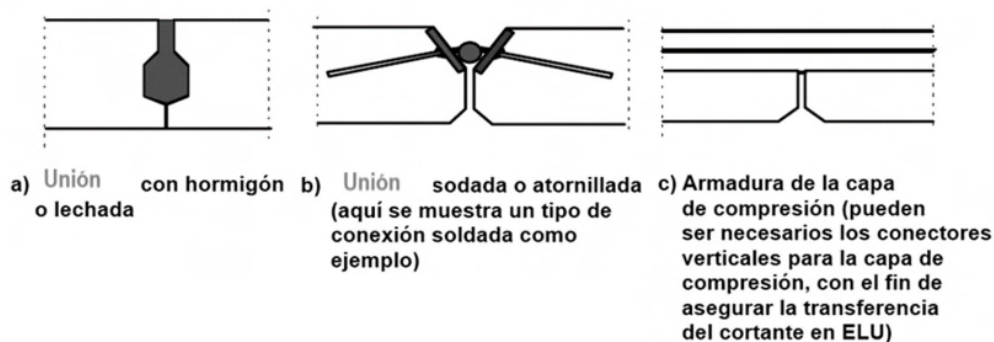 a) Unión con hormigón
o lechada
b) Unión sodada o atornillada
(aquí se muestra un tipo de
conexión soldada como
ejemplo)
c) Armadura de la capa
de compresión (pueden
ser necesarios los conectores
verticales para la capa de
compresión, con el fin de
asegurar la transferencia
del cortante en ELU)